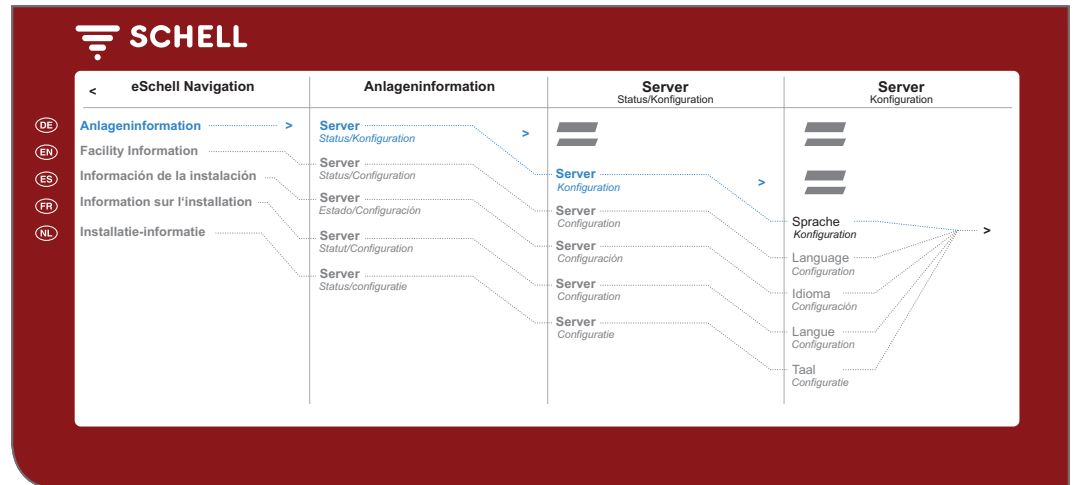 SCHELL
< eSchell Navigation
Anlageninformation
Server
Status/Konfiguration
Server
Konfiguration
DE Anlageninformation >
EN Facility Information
ES Información de la instalación
FR Information sur l'installation
NL Installatie-informatie
Server
Status/Konfiguration >
Server
Status/Configuration
Server
Estado/Configuración
Server
Statut/Configuration
Server
Status/configuratie
Server
Konfiguration >
Server
Configuration
Server
Configuración
Server
Configuration
Server
Configuratie
Sprache
Konfiguration >
Language
Configuration
Idioma
Configuración
Langue
Configuration
Taal
Configuratie